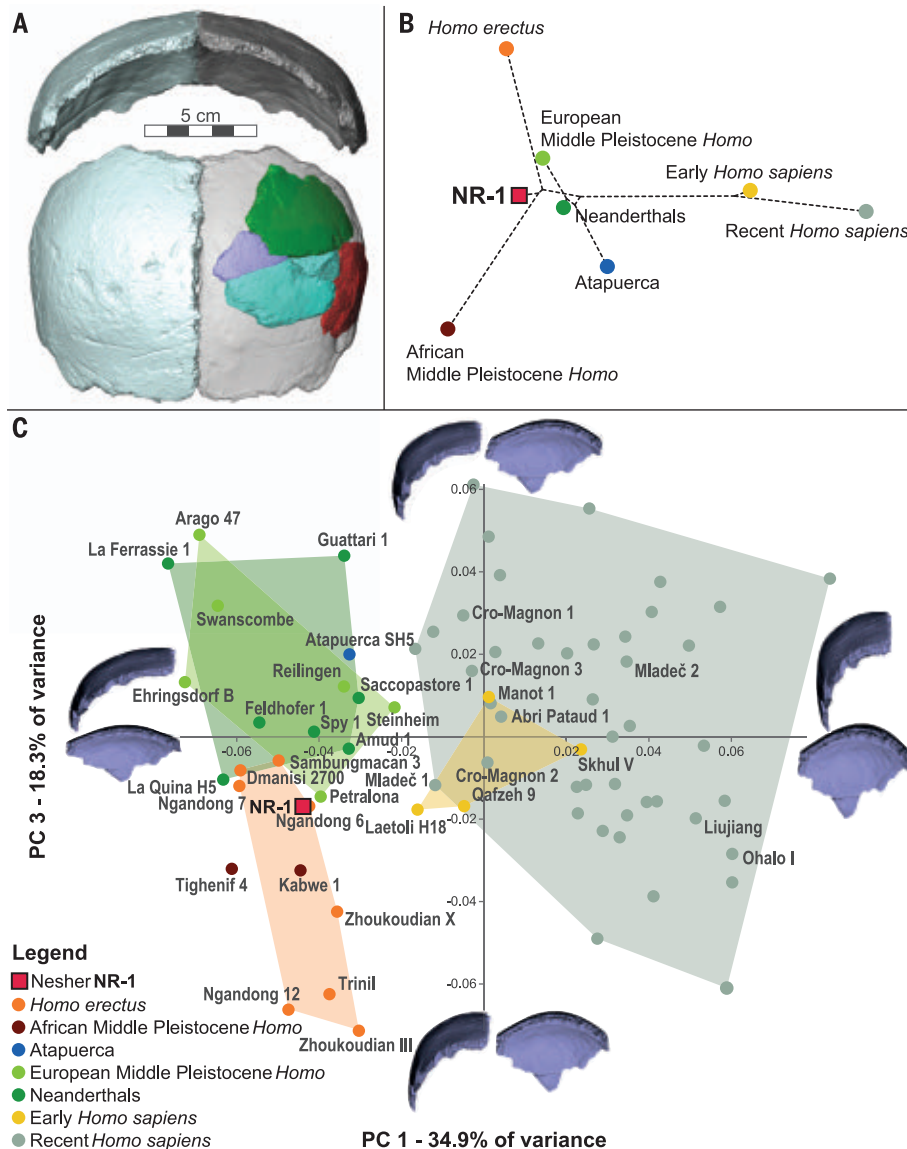 A
5 cm
B
Homo erectus
European
Middle Pleistocene Homo
Early Homo sapiens
NR-1
Neanderthals
Recent Homo sapiens
Atapuerca
African
Middle Pleistocene Homo
C
0.06
Arago 47
La Ferrassie 1
Guattari 1
0.04
Swanscombe
Cro-Magnon 1
Atapuerca SH5
0.02
Mladeč 2
Reilingen
Cro-Magnon 3
Saccopastore 1
Ehringsdorf B
Manot 1
Feldhofer 1
Steinheim
Abri Pataud 1
Spy 1
Amud 1
-0.06
-0.04
-0.02
0.02
0.04
0.06
Sambungmacan 3
Skhul V
Dmanisi 2700
Mladeč 1
Cro-Magnon 2
La Quina H5
Petralona
Qafzeh 9
Ngandong 7
NR-1
Ngandong 6
Laetoli H18
-0.02
Liujiang
Ohalo I
Tighenif 4
Kabwe 1
-0.04
Zhoukoudian X
Ngandong 12
Trinil
-0.06
Zhoukoudian III
PC 3 - 18.3% of variance
Legend
Nesher NR-1
Homo erectus
African Middle Pleistocene Homo
Atapuerca
European Middle Pleistocene Homo
Neanderthals
Early Homo sapiens
Recent Homo sapiens
PC 1 - 34.9% of variance